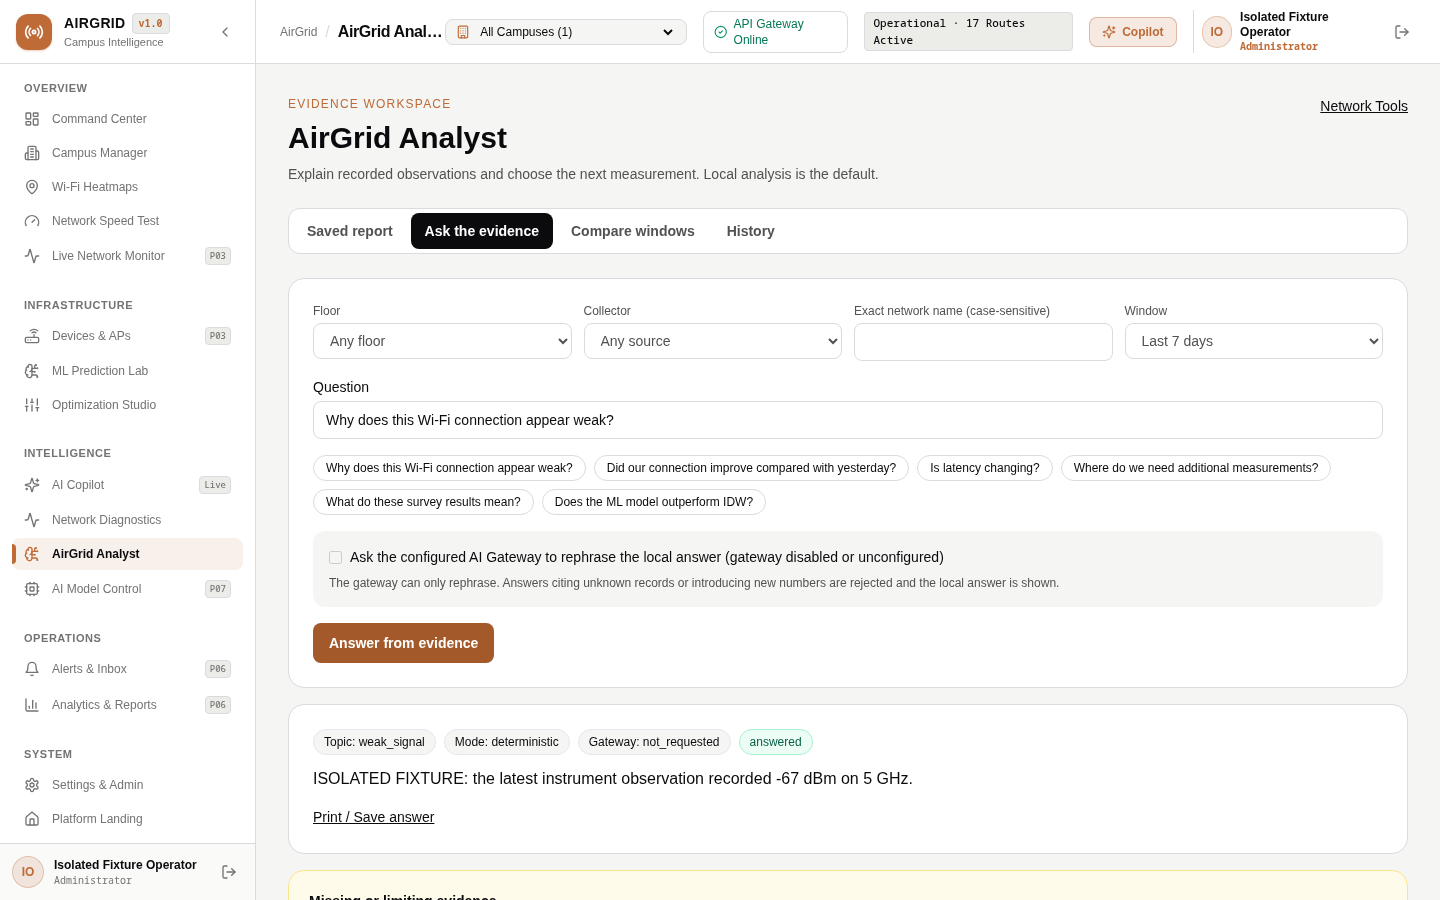 AIRGRID v1.0
Campus Intelligence
OVERVIEW
Command Center
Campus Manager
Wi-Fi Heatmaps
Network Speed Test
Live Network Monitor P03
INFRASTRUCTURE
Devices & APs P03
ML Prediction Lab
Optimization Studio
INTELLIGENCE
AI Copilot Live
Network Diagnostics
AirGrid Analyst
AI Model Control P07
OPERATIONS
Alerts & Inbox P06
Analytics & Reports P06
SYSTEM
Settings & Admin
Platform Landing
IO Isolated Fixture Operator
Administrator
AirGrid / AirGrid Anal… All Campuses (1)
API Gateway
Online
Operational · 17 Routes
Active
Copilot
IO Isolated Fixture
Operator
Administrator
EVIDENCE WORKSPACE
Network Tools
AirGrid Analyst
Explain recorded observations and choose the next measurement. Local analysis is the default.
Saved report Ask the evidence Compare windows History
Floor Collector Exact network name (case-sensitive) Window
Any floor Any source Last 7 days
Question
Why does this Wi-Fi connection appear weak?
Why does this Wi-Fi connection appear weak? Did our connection improve compared with yesterday? Is latency changing? Where do we need additional measurements?
What do these survey results mean? Does the ML model outperform IDW?
Ask the configured AI Gateway to rephrase the local answer (gateway disabled or unconfigured)
The gateway can only rephrase. Answers citing unknown records or introducing new numbers are rejected and the local answer is shown.
Answer from evidence
Topic: weak_signal Mode: deterministic Gateway: not_requested answered
ISOLATED FIXTURE: the latest instrument observation recorded -67 dBm on 5 GHz.
Print / Save answer
Missing or limiting evidence